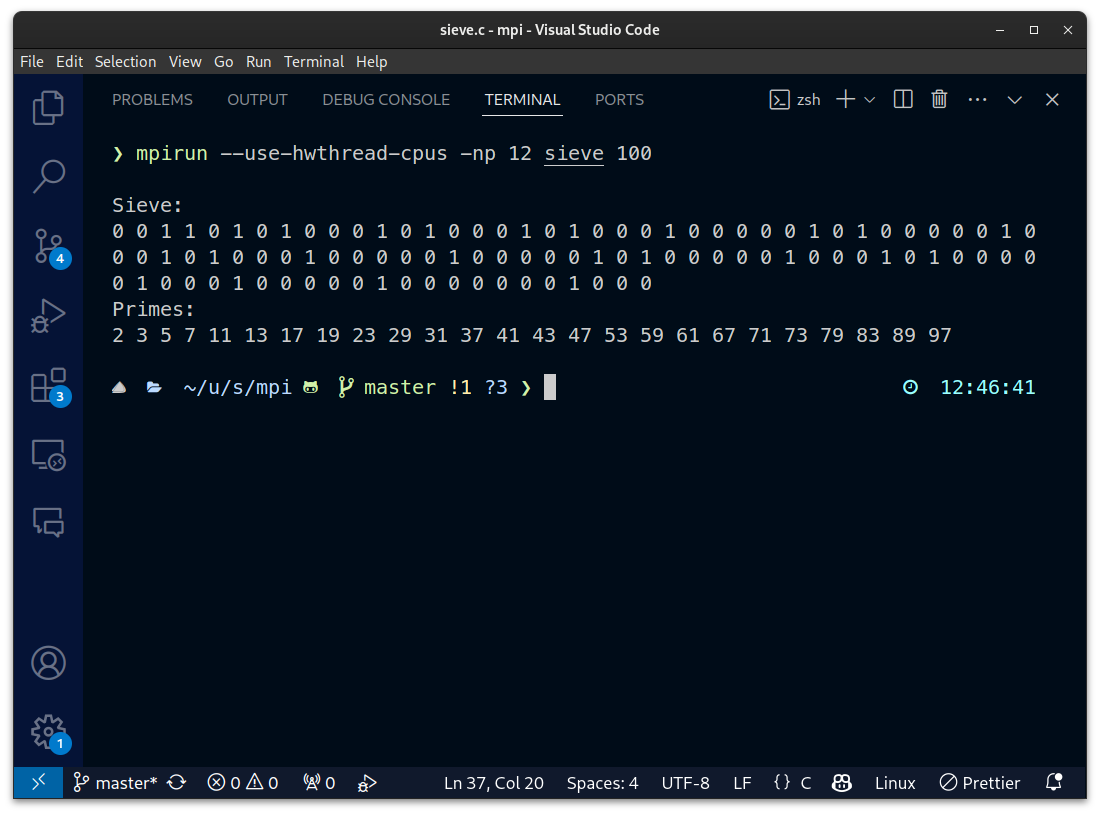 sieve.c - mpi - Visual Studio Code
File Edit Selection View Go Run Terminal Help
PROBLEMS OUTPUT DEBUG CONSOLE TERMINAL PORTS zsh
❯ mpirun --use-hwthread-cpus -np 12 sieve 100
Sieve:
0 0 1 1 0 1 0 1 0 0 0 1 0 1 0 0 0 1 0 1 0 0 0 1 0 0 0 0 0 1 0 1 0 0 0 0 0 1 0
0 0 1 0 1 0 0 0 1 0 0 0 0 0 1 0 0 0 0 0 1 0 1 0 0 0 0 0 1 0 0 0 1 0 1 0 0 0 0
0 1 0 0 0 1 0 0 0 0 0 1 0 0 0 0 0 0 0 1 0 0 0
Primes:
2 3 5 7 11 13 17 19 23 29 31 37 41 43 47 53 59 61 67 71 73 79 83 89 97
~/u/s/mpi master !1 ?3 ❯ 12:46:41
4
3
1
master* 0 0 0 Ln 37, Col 20 Spaces: 4 UTF-8 LF {} C Linux Prettier